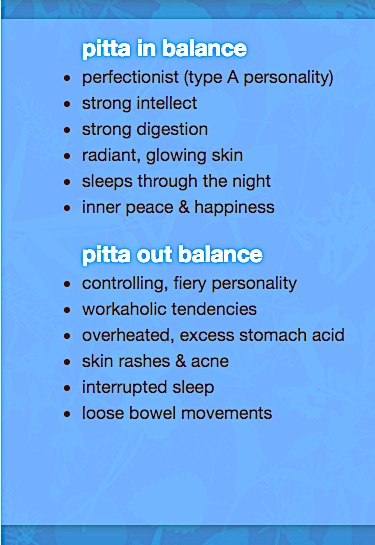 pitta in balance
• perfectionist (type A personality)
• strong intellect
• strong digestion
• radiant, glowing skin
• sleeps through the night
• inner peace & happiness
pitta out balance
• controlling, fiery personality
• workaholic tendencies
• overheated, excess stomach acid
• skin rashes & acne
• interrupted sleep
• loose bowel movements